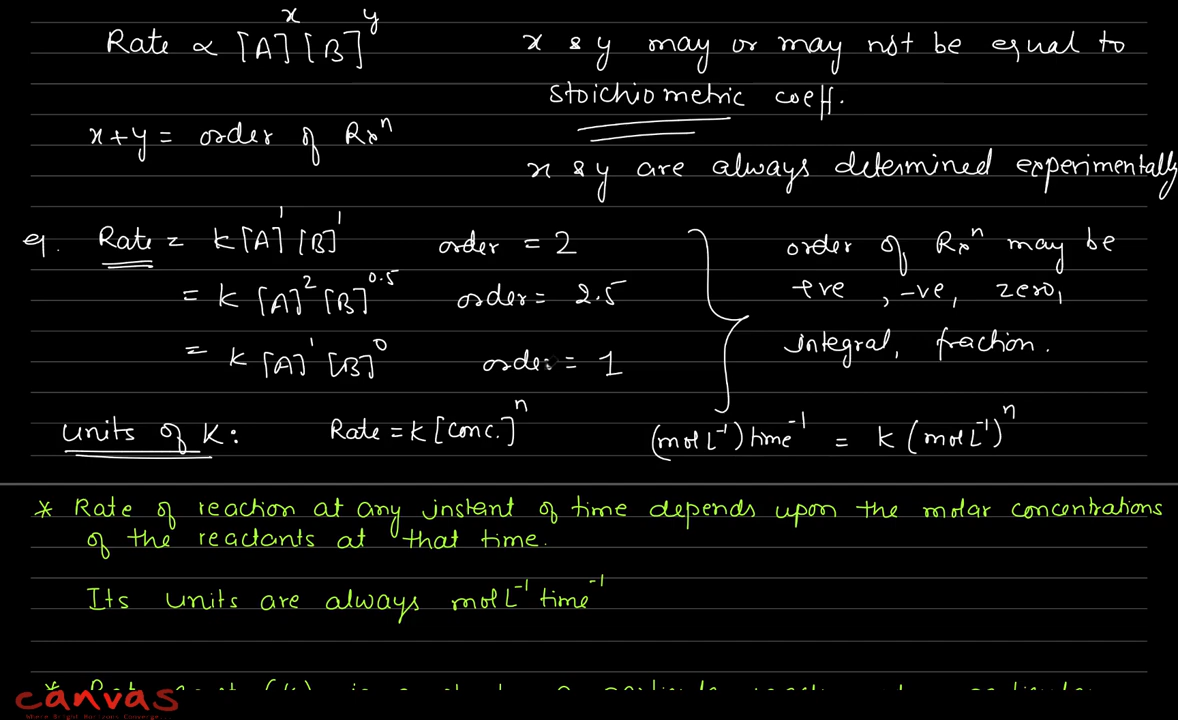 Rate ∝ [A]^x [B]^y
x & y may or may not be equal to
stoichiometric coeff.
x+y = order of Rx^n
x & y are always determined experimentally
eg. Rate = k[A]^1 [B]^1 order = 2
= k [A]^2 [B]^0.5 order = 2.5
= k [A]^1 [B]^0 order = 1
order of Rx^n may be
+ve, -ve, zero,
integral, fraction.
units of K: Rate = k [conc.]^n (mol L^-1) time^-1 = k (mol L^-1)^n
* Rate of reaction at any instant of time depends upon the molar concentrations
of the reactants at that time.
Its units are always mol L^-1 time^-1
canvas